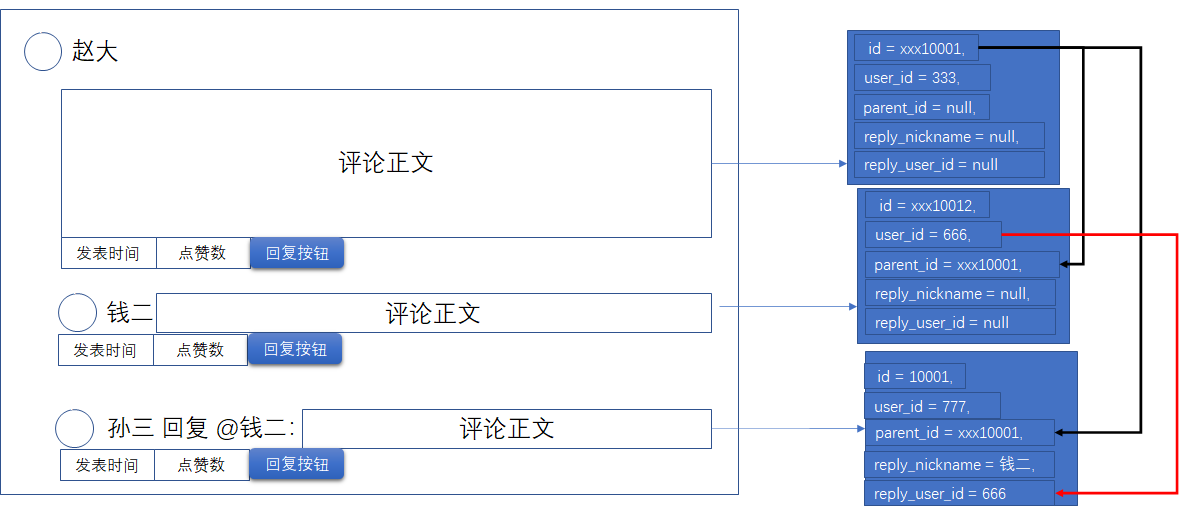 赵大
评论正文
发表时间 点赞数 回复按钮
钱二 评论正文
发表时间 点赞数 回复按钮
孙三 回复 @钱二: 评论正文
发表时间 点赞数 回复按钮
id = xxx10001,
user_id = 333,
parent_id = null,
reply_nickname = null,
reply_user_id = null
id = xxx10012,
user_id = 666,
parent_id = xxx10001,
reply_nickname = null,
reply_user_id = null
id = 10001,
user_id = 777,
parent_id = xxx10001,
reply_nickname = 钱二,
reply_user_id = 666